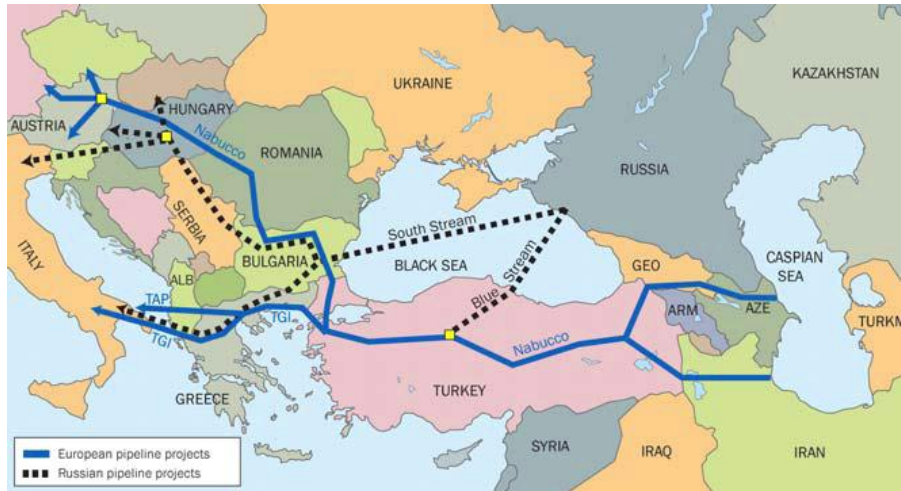 UKRAINE
KAZAKHSTAN
HUNGARY
AUSTRIA
Nabucco
ROMANIA
RUSSIA
SERBIA
South Stream
ITALY
BULGARIA
BLACK SEA
Blue Stream
GEO
CASPIAN
SEA
ALB
TAP
TGI
ARM
AZE
TURKM
TGI
Nabucco
GREECE
TURKEY
SYRIA
IRAQ
IRAN
European pipeline projects
Russian pipeline projects